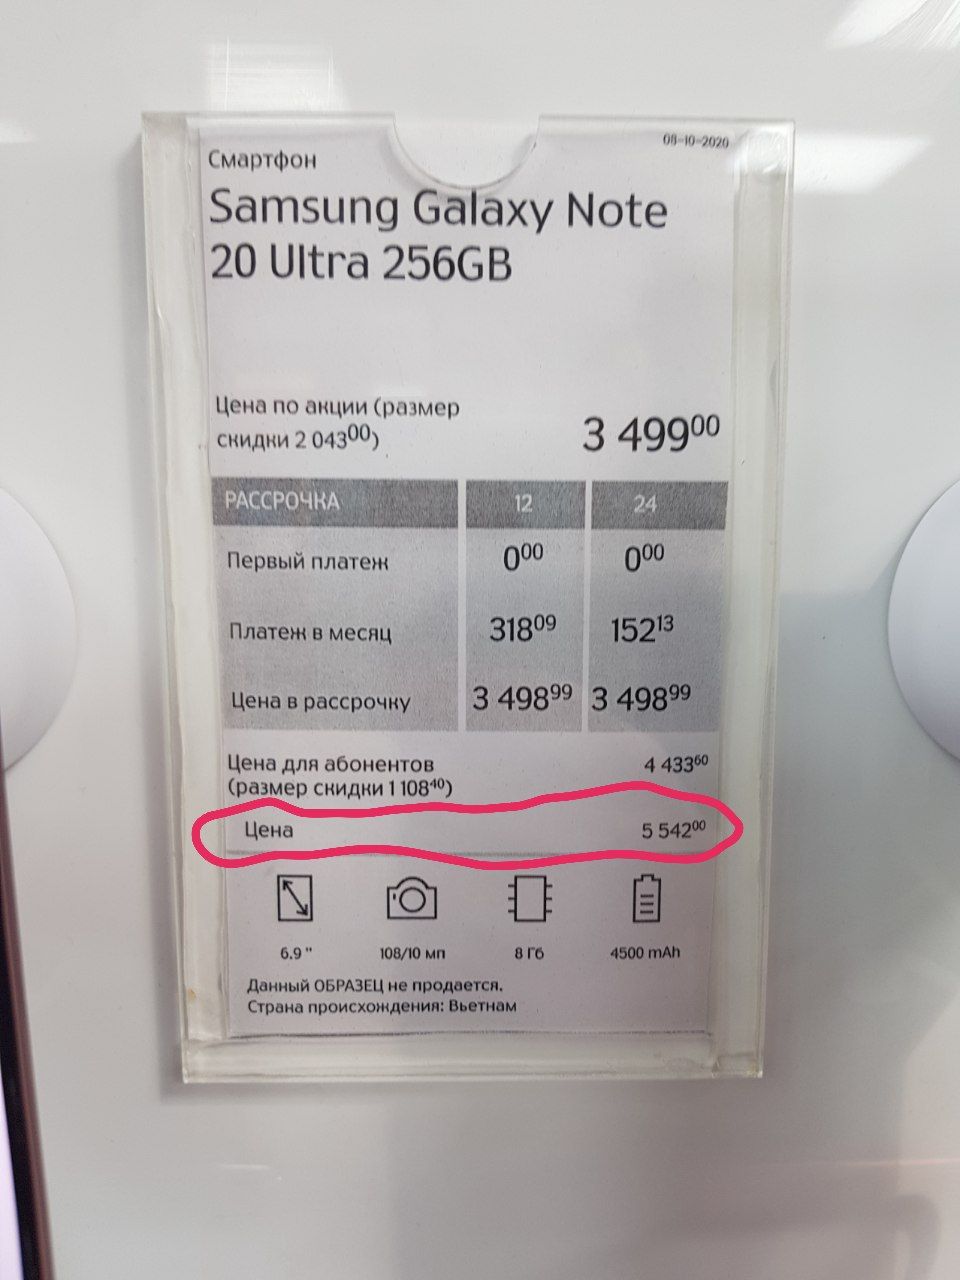 08-10-2020
Смартфон
Samsung Galaxy Note
20 Ultra 256GB
Цена по акции (размер
скидки 2 043⁰⁰)
3 499⁰⁰
РАССРОЧКА 12 24
Первый платеж 0⁰⁰ 0⁰⁰
Платеж в месяц 318⁰⁹ 152¹³
Цена в рассрочку 3 498⁹⁹ 3 498⁹⁹
Цена для абонентов 4 433⁶⁰
(размер скидки 1 108⁴⁰)
Цена 5 542⁰⁰
6.9 " 108/10 мп 8 Гб 4500 mAh
Данный ОБРАЗЕЦ не продается.
Страна происхождения: Вьетнам